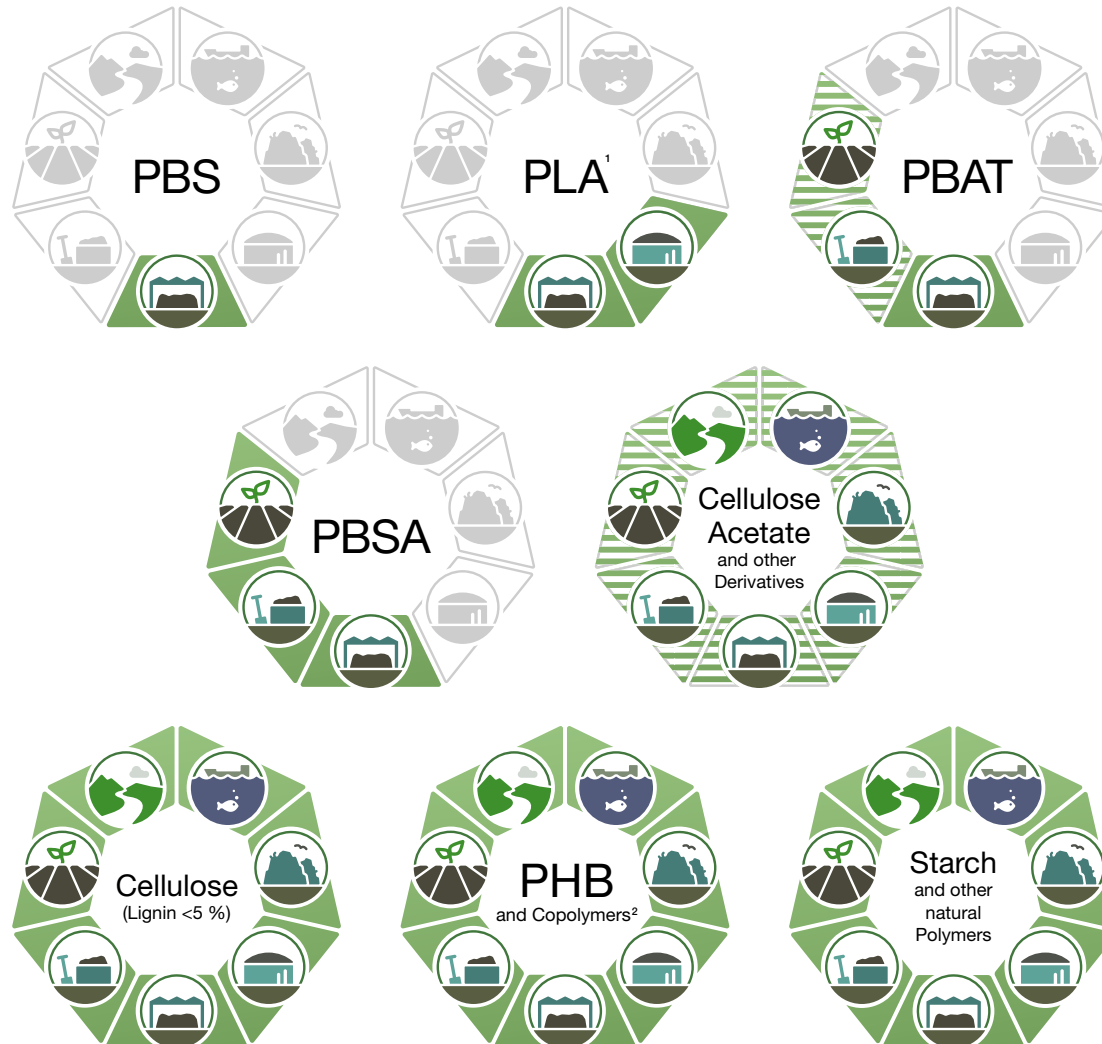 PBS
PLA¹
PBAT
PBSA
Cellulose
Acetate
and other
Derivatives
Cellulose
(Lignin <5 %)
PHB
and Copolymers²
Starch
and other
natural
Polymers